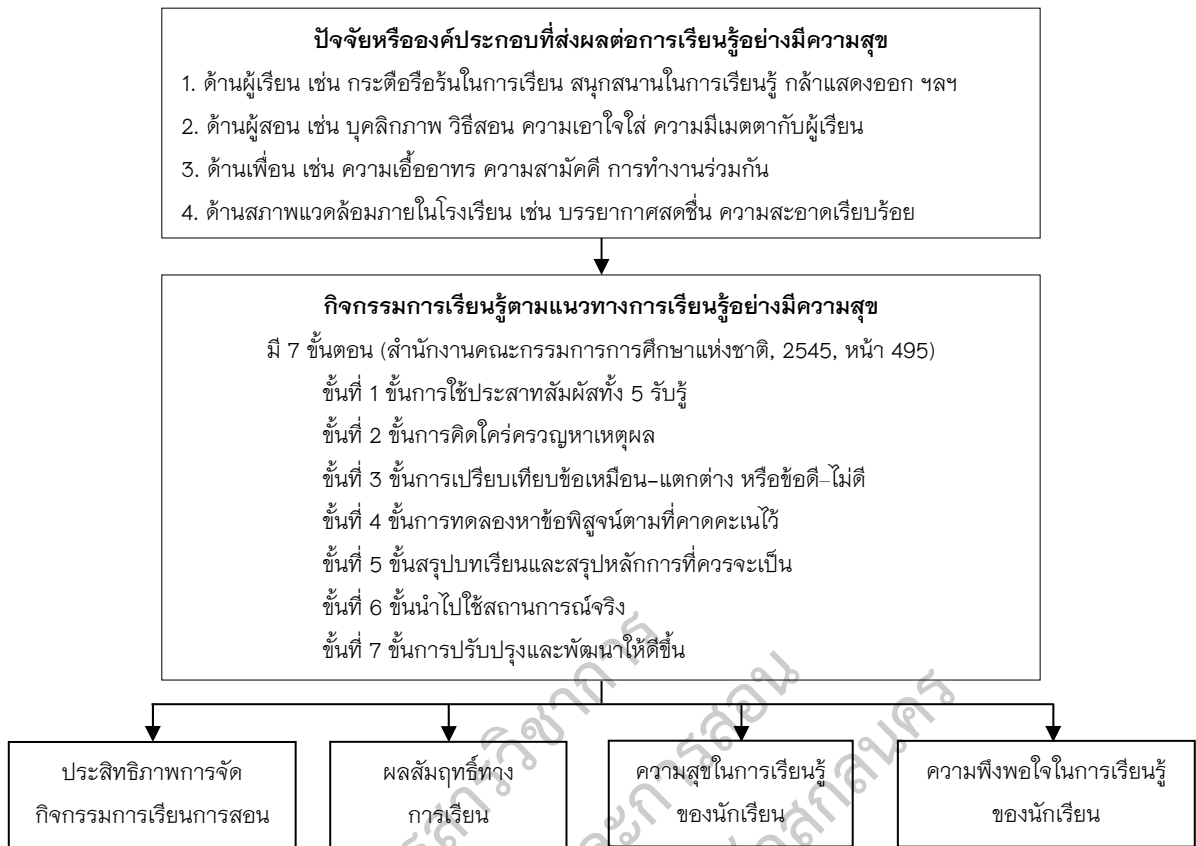 ปัจจัยหรือองค์ประกอบที่ส่งผลต่อการเรียนรู้อย่างมีความสุข
1. ด้านผู้เรียน เช่น กระตือรือร้นในการเรียน สนุกสนานในการเรียนรู้ กล้าแสดงออก ฯลฯ
2. ด้านผู้สอน เช่น บุคลิกภาพ วิธีสอน ความเอาใจใส่ ความมีเมตตากับผู้เรียน
3. ด้านเพื่อน เช่น ความเอื้ออาทร ความสามัคคี การทำงานร่วมกัน
4. ด้านสภาพแวดล้อมภายในโรงเรียน เช่น บรรยากาศสดชื่น ความสะอาดเรียบร้อย
กิจกรรมการเรียนรู้ตามแนวทางการเรียนรู้อย่างมีความสุข
มี 7 ขั้นตอน (สำนักงานคณะกรรมการการศึกษาแห่งชาติ, 2545, หน้า 495)
ขั้นที่ 1 ขั้นการใช้ประสาทสัมผัสทั้ง 5 รับรู้
ขั้นที่ 2 ขั้นการคิดใคร่ครวญหาเหตุผล
ขั้นที่ 3 ขั้นการเปรียบเทียบข้อเหมือน-แตกต่าง หรือข้อดี-ไม่ดี
ขั้นที่ 4 ขั้นการทดลองหาข้อพิสูจน์ตามที่คาดคะเนไว้
ขั้นที่ 5 ขั้นสรุปบทเรียนและสรุปหลักการที่ควรจะเป็น
ขั้นที่ 6 ขั้นนำไปใช้สถานการณ์จริง
ขั้นที่ 7 ขั้นการปรับปรุงและพัฒนาให้ดีขึ้น
ประสิทธิภาพการจัด
กิจกรรมการเรียนการสอน
ผลสัมฤทธิ์ทาง
การเรียน
ความสุขในการเรียนรู้
ของนักเรียน
ความพึงพอใจในการเรียนรู้
ของนักเรียน